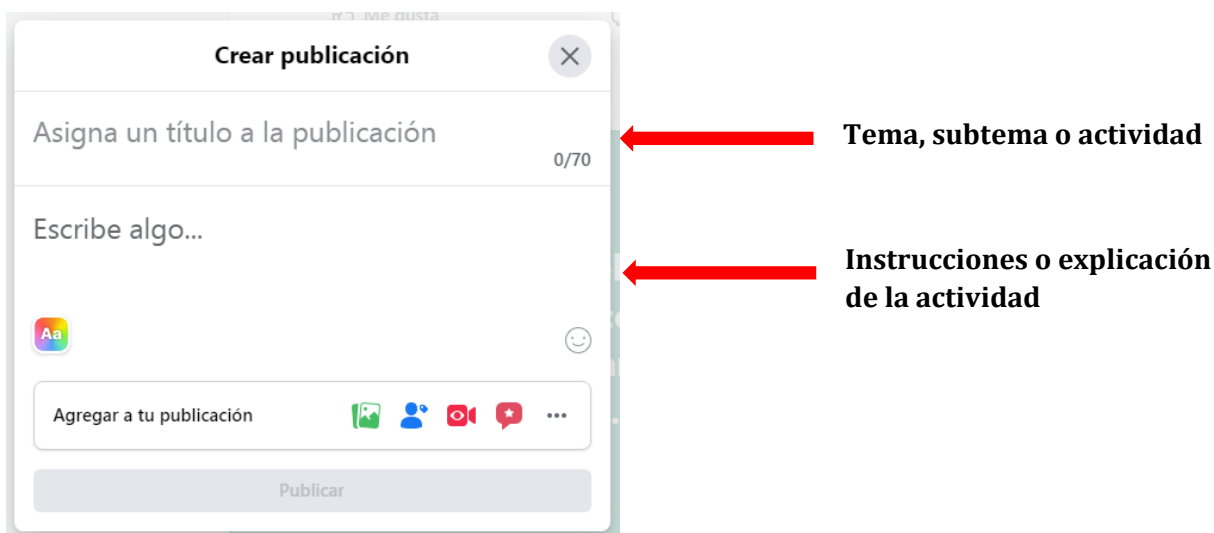 Me gusta
Crear publicación
Asigna un título a la publicación
0/70
Tema, subtema o actividad
Escribe algo...
Instrucciones o explicación
de la actividad
Aa
Agregar a tu publicación
Publicar